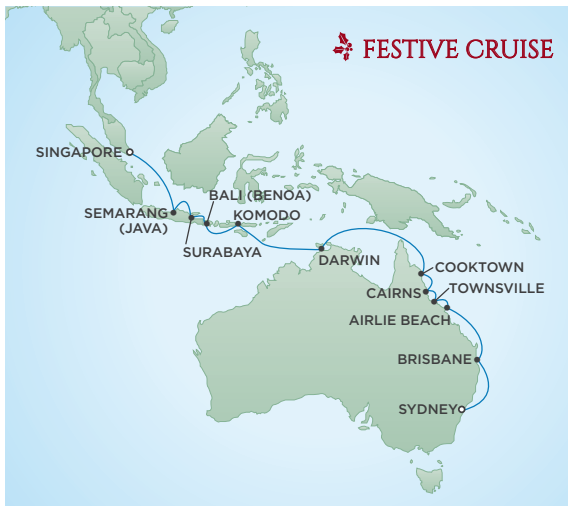 FESTIVE CRUISE
SINGAPORE
BALI (BENOA)
SEMARANG
(JAVA)
KOMODO
SURABAYA
DARWIN
COOKTOWN
TOWNSVILLE
CAIRNS
AIRLIE BEACH
BRISBANE
SYDNEY